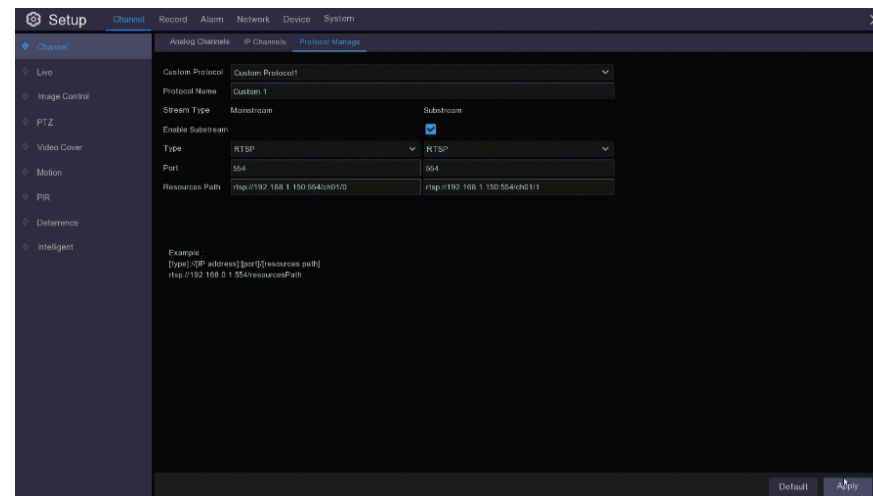 Setup Channel Record Alarm Network Device System
Channel Analog Channels IP Channels Protocol Manage
Live
Image Control
PTZ
Video Cover
Motion
PIR
Deterrence
Intelligent
Custom Protocol Custom Protocol1
Protocol Name Custom 1
Stream Type Mainstream Substream
Enable Substream
Type RTSP RTSP
Port 554 554
Resources Path rtsp://192.168.1.150:554/ch01/0 rtsp://192.168.1.150:554/ch01/1
Example :
[type]://[IP address]:[port]/[resources path]
rtsp://192.168.0.1:554/resourcesPath
Default Apply